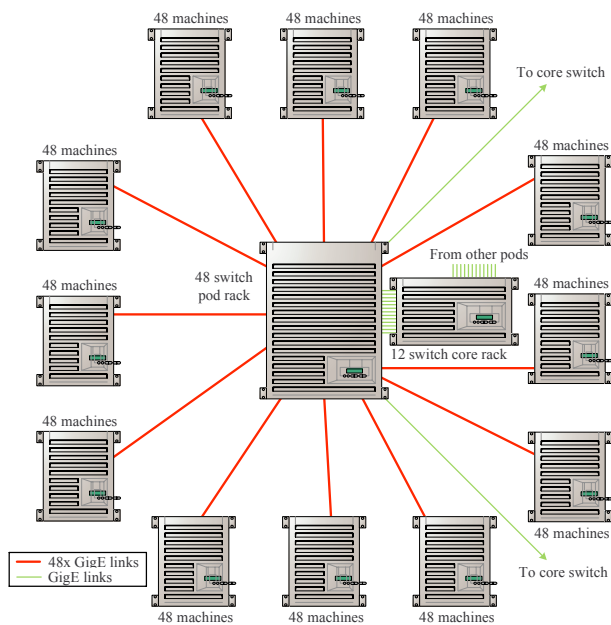 48 machines
48 machines
48 machines
To core switch
48 machines
48 machines
From other pods
48 switch
pod rack
48 machines
48 machines
12 switch core rack
48 machines
48 machines
48x GigE links
GigE links
To core switch
48 machines
48 machines
48 machines